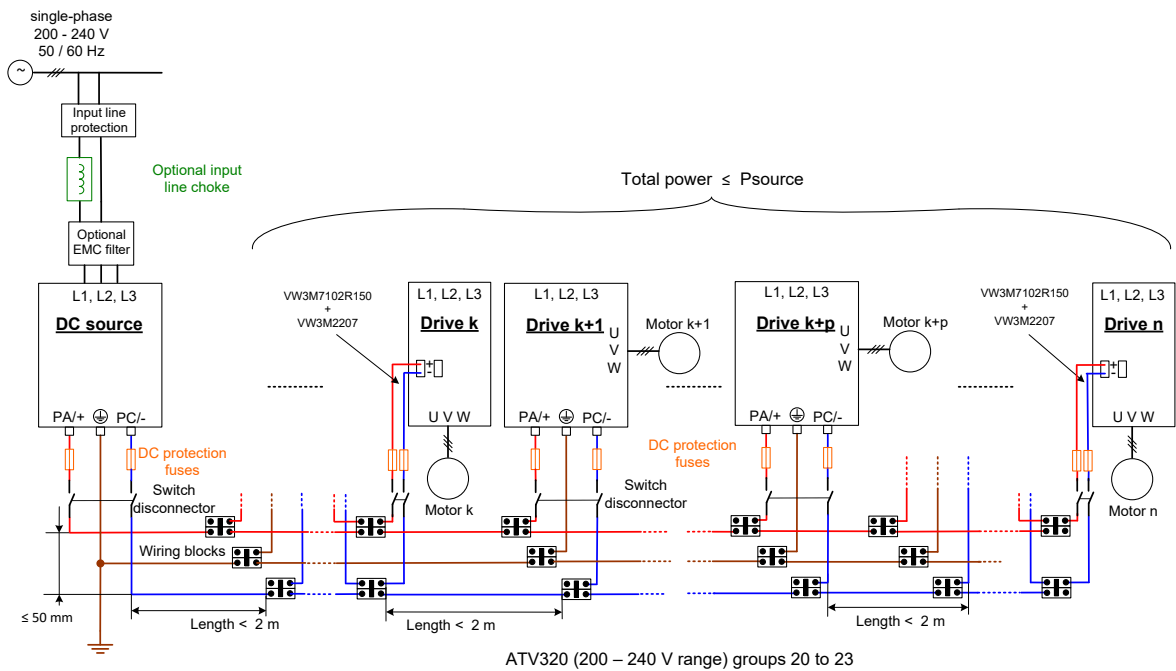 single-phase
200 - 240 V
50 / 60 Hz
~
Input line
protection
Optional input
line choke
Optional
EMC filter
Total power ≤ Psource
L1, L2, L3
DC source
PA/+
PC/-
VW3M7102R150
+
VW3M2207
L1, L2, L3
Drive k
+
-
U V W
Motor k
L1, L2, L3
Drive k+1
U
V
W
Motor k+1
PA/+
PC/-
L1, L2, L3
Drive k+p
U
V
W
Motor k+p
PA/+
PC/-
VW3M7102R150
+
VW3M2207
L1, L2, L3
Drive n
+
-
U V W
Motor n
DC protection
fuses
Switch
disconnector
Switch
disconnector
DC protection
fuses
Wiring blocks
≤ 50 mm
Length < 2 m
Length < 2 m
Length < 2 m
ATV320 (200 – 240 V range) groups 20 to 23